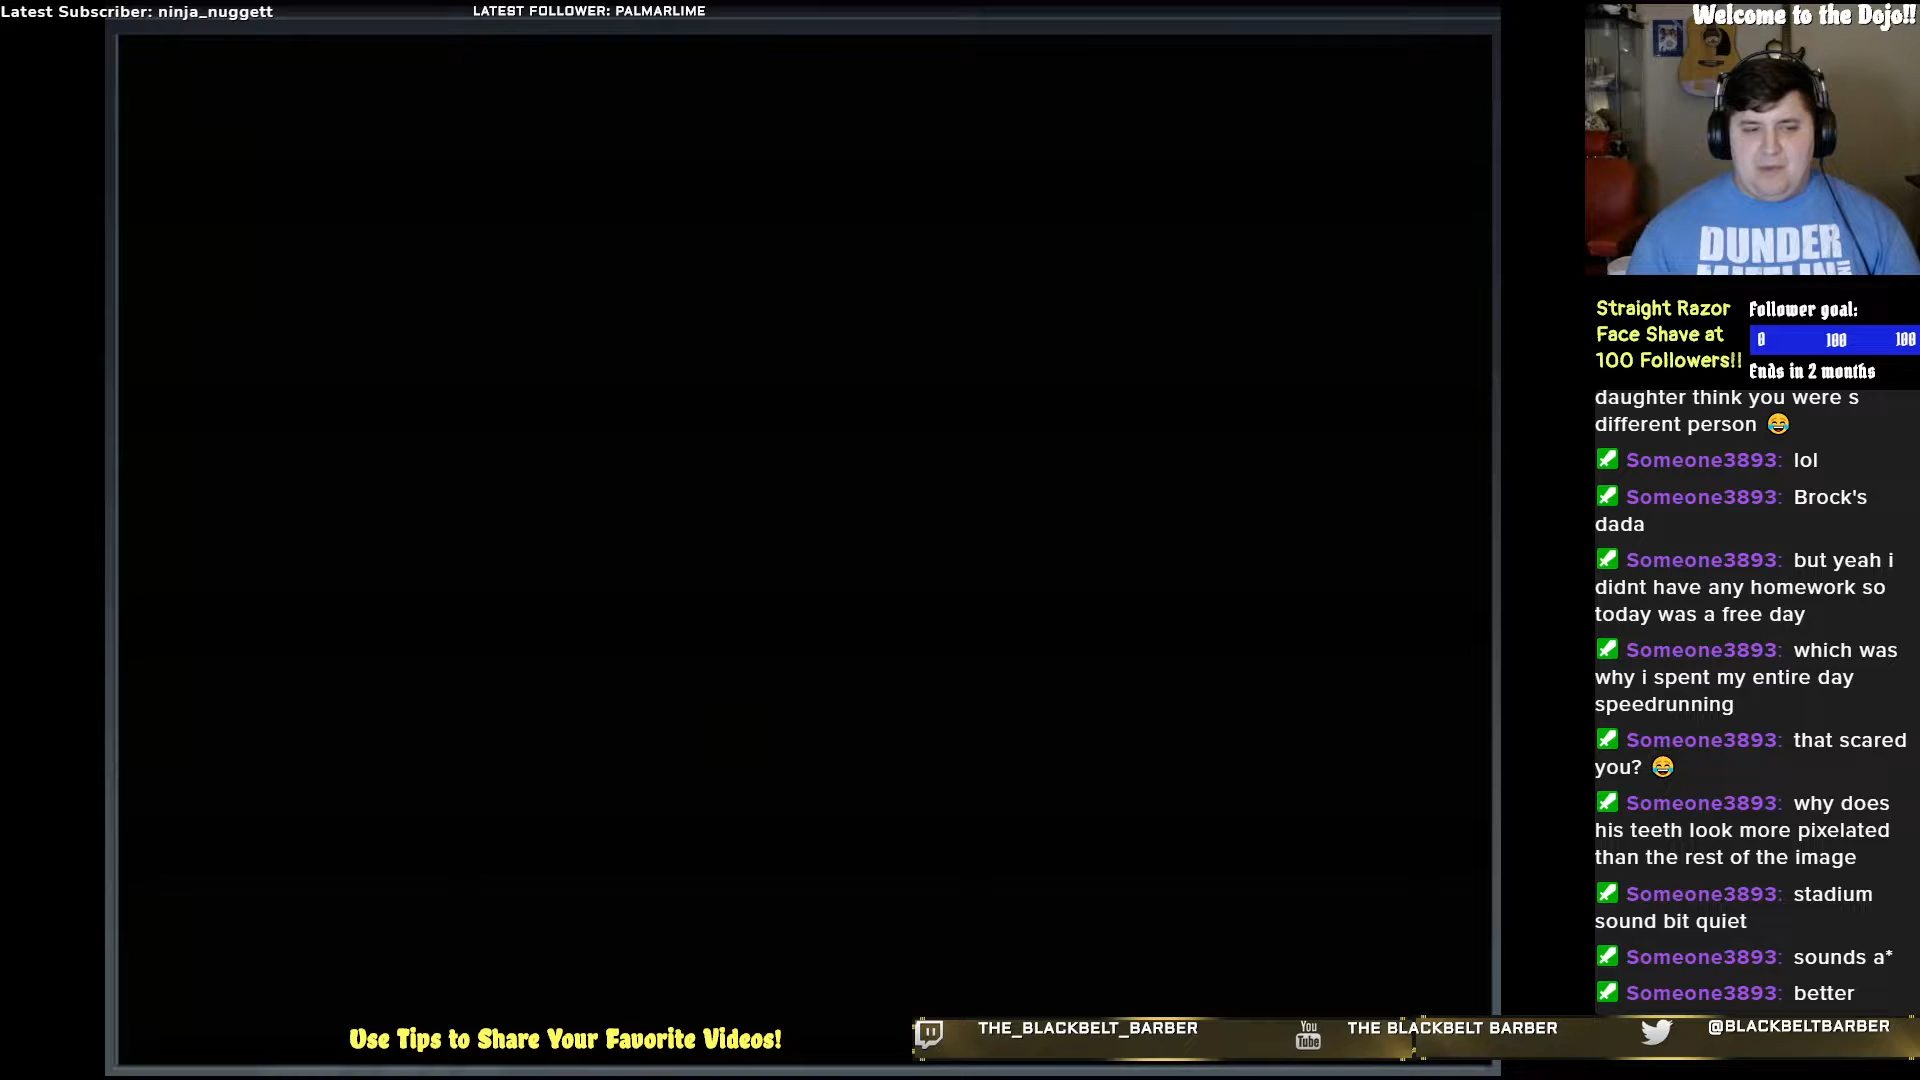 Latest Subscriber: ninja_nuggett
LATEST FOLLOWER: PALMARLIME
Welcome to the Dojo!!
DUNDER
MIFFLIN
Straight Razor
Face Shave at
100 Followers!!
Follower goal:
0 100 100
Ends in 2 months
daughter think you were s
different person 😂
Someone3893: lol
Someone3893: Brock's
dada
Someone3893: but yeah i
didnt have any homework so
today was a free day
Someone3893: which was
why i spent my entire day
speedrunning
Someone3893: that scared
you? 😂
Someone3893: why does
his teeth look more pixelated
than the rest of the image
Someone3893: stadium
sound bit quiet
Someone3893: sounds a*
Someone3893: better
Use Tips to Share Your Favorite Videos!
THE_BLACKBELT_BARBER
You
Tube
THE BLACKBELT BARBER
@BLACKBELTBARBER